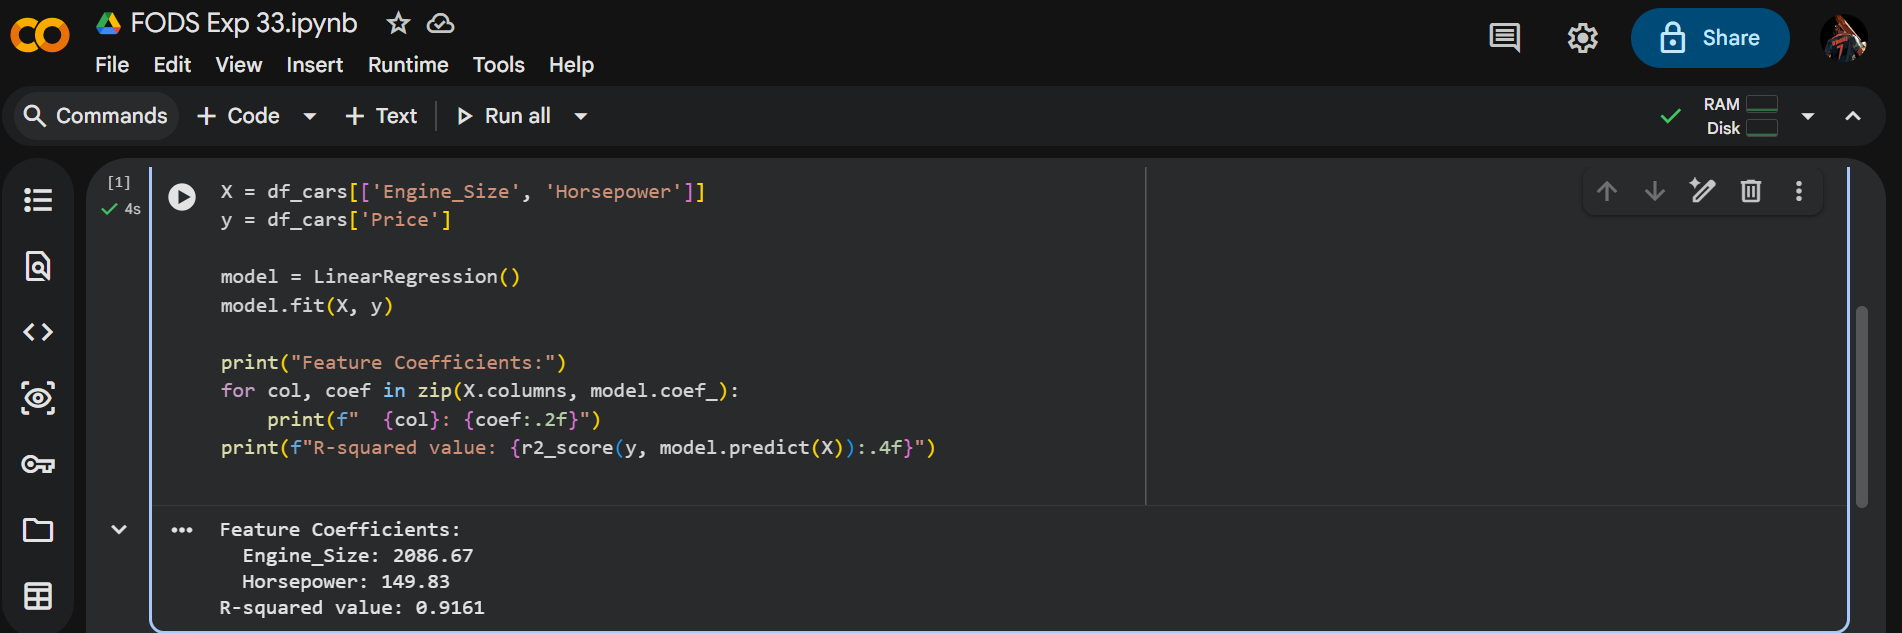 FODS Exp 33.ipynb
File Edit View Insert Runtime Tools Help
Share
Commands + Code + Text Run all
RAM
Disk
[1]
4s
X = df_cars[['Engine_Size', 'Horsepower']]
y = df_cars['Price']
model = LinearRegression()
model.fit(X, y)
print("Feature Coefficients:")
for col, coef in zip(X.columns, model.coef_):
    print(f"  {col}: {coef:.2f}")
print(f"R-squared value: {r2_score(y, model.predict(X)):.4f}")
Feature Coefficients:
  Engine_Size: 2086.67
  Horsepower: 149.83
R-squared value: 0.9161